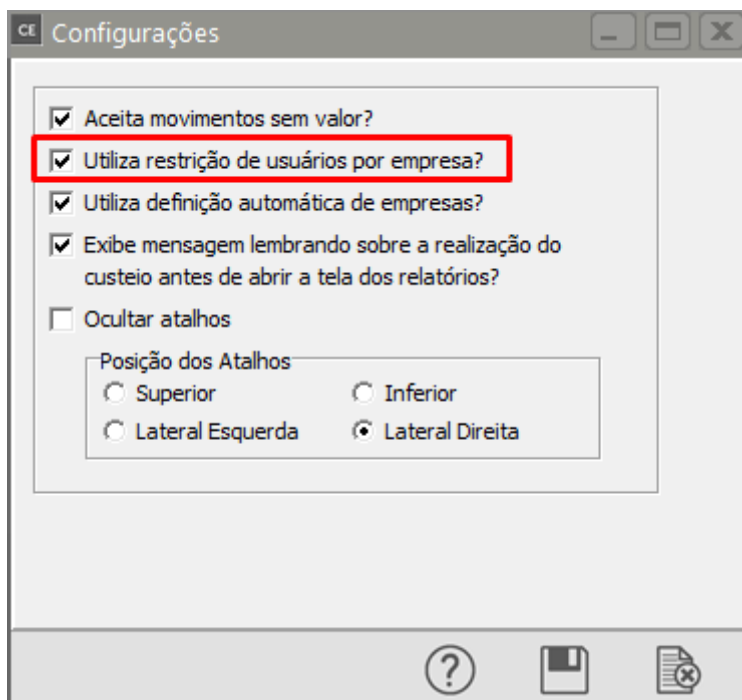 CE Configurações
Aceita movimentos sem valor?
Utiliza restrição de usuários por empresa?
Utiliza definição automática de empresas?
Exibe mensagem lembrando sobre a realização do
custeio antes de abrir a tela dos relatórios?
Ocultar atalhos
Posição dos Atalhos
Superior Inferior
Lateral Esquerda Lateral Direita
?